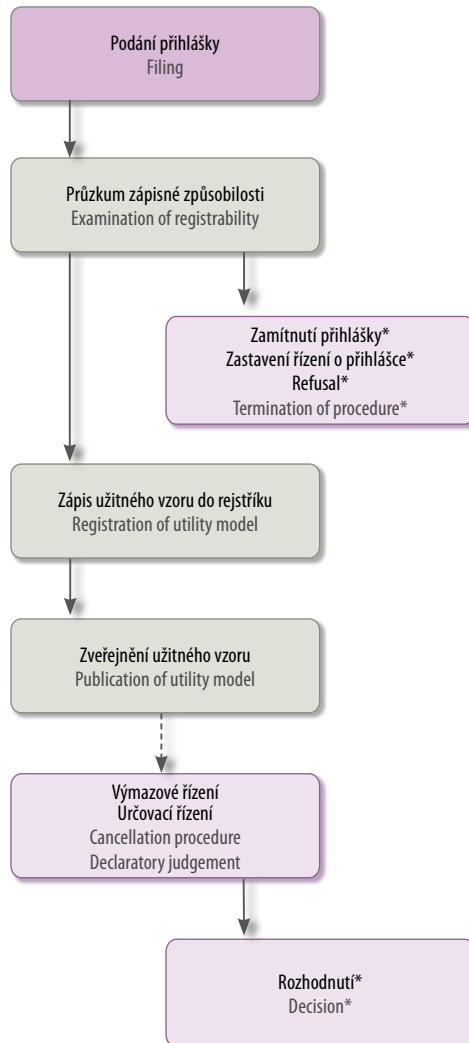 Podání přihlášky
Filing
Průzkum zápisné způsobilosti
Examination of registrability
Zamítnutí přihlášky*
Zastavení řízení o přihlášce*
Refusal*
Termination of procedure*
Zápis užitného vzoru do rejstříku
Registration of utility model
Zveřejnění užitného vzoru
Publication of utility model
Výmazové řízení
Určovací řízení
Cancellation procedure
Declaratory judgement
Rozhodnutí*
Decision*